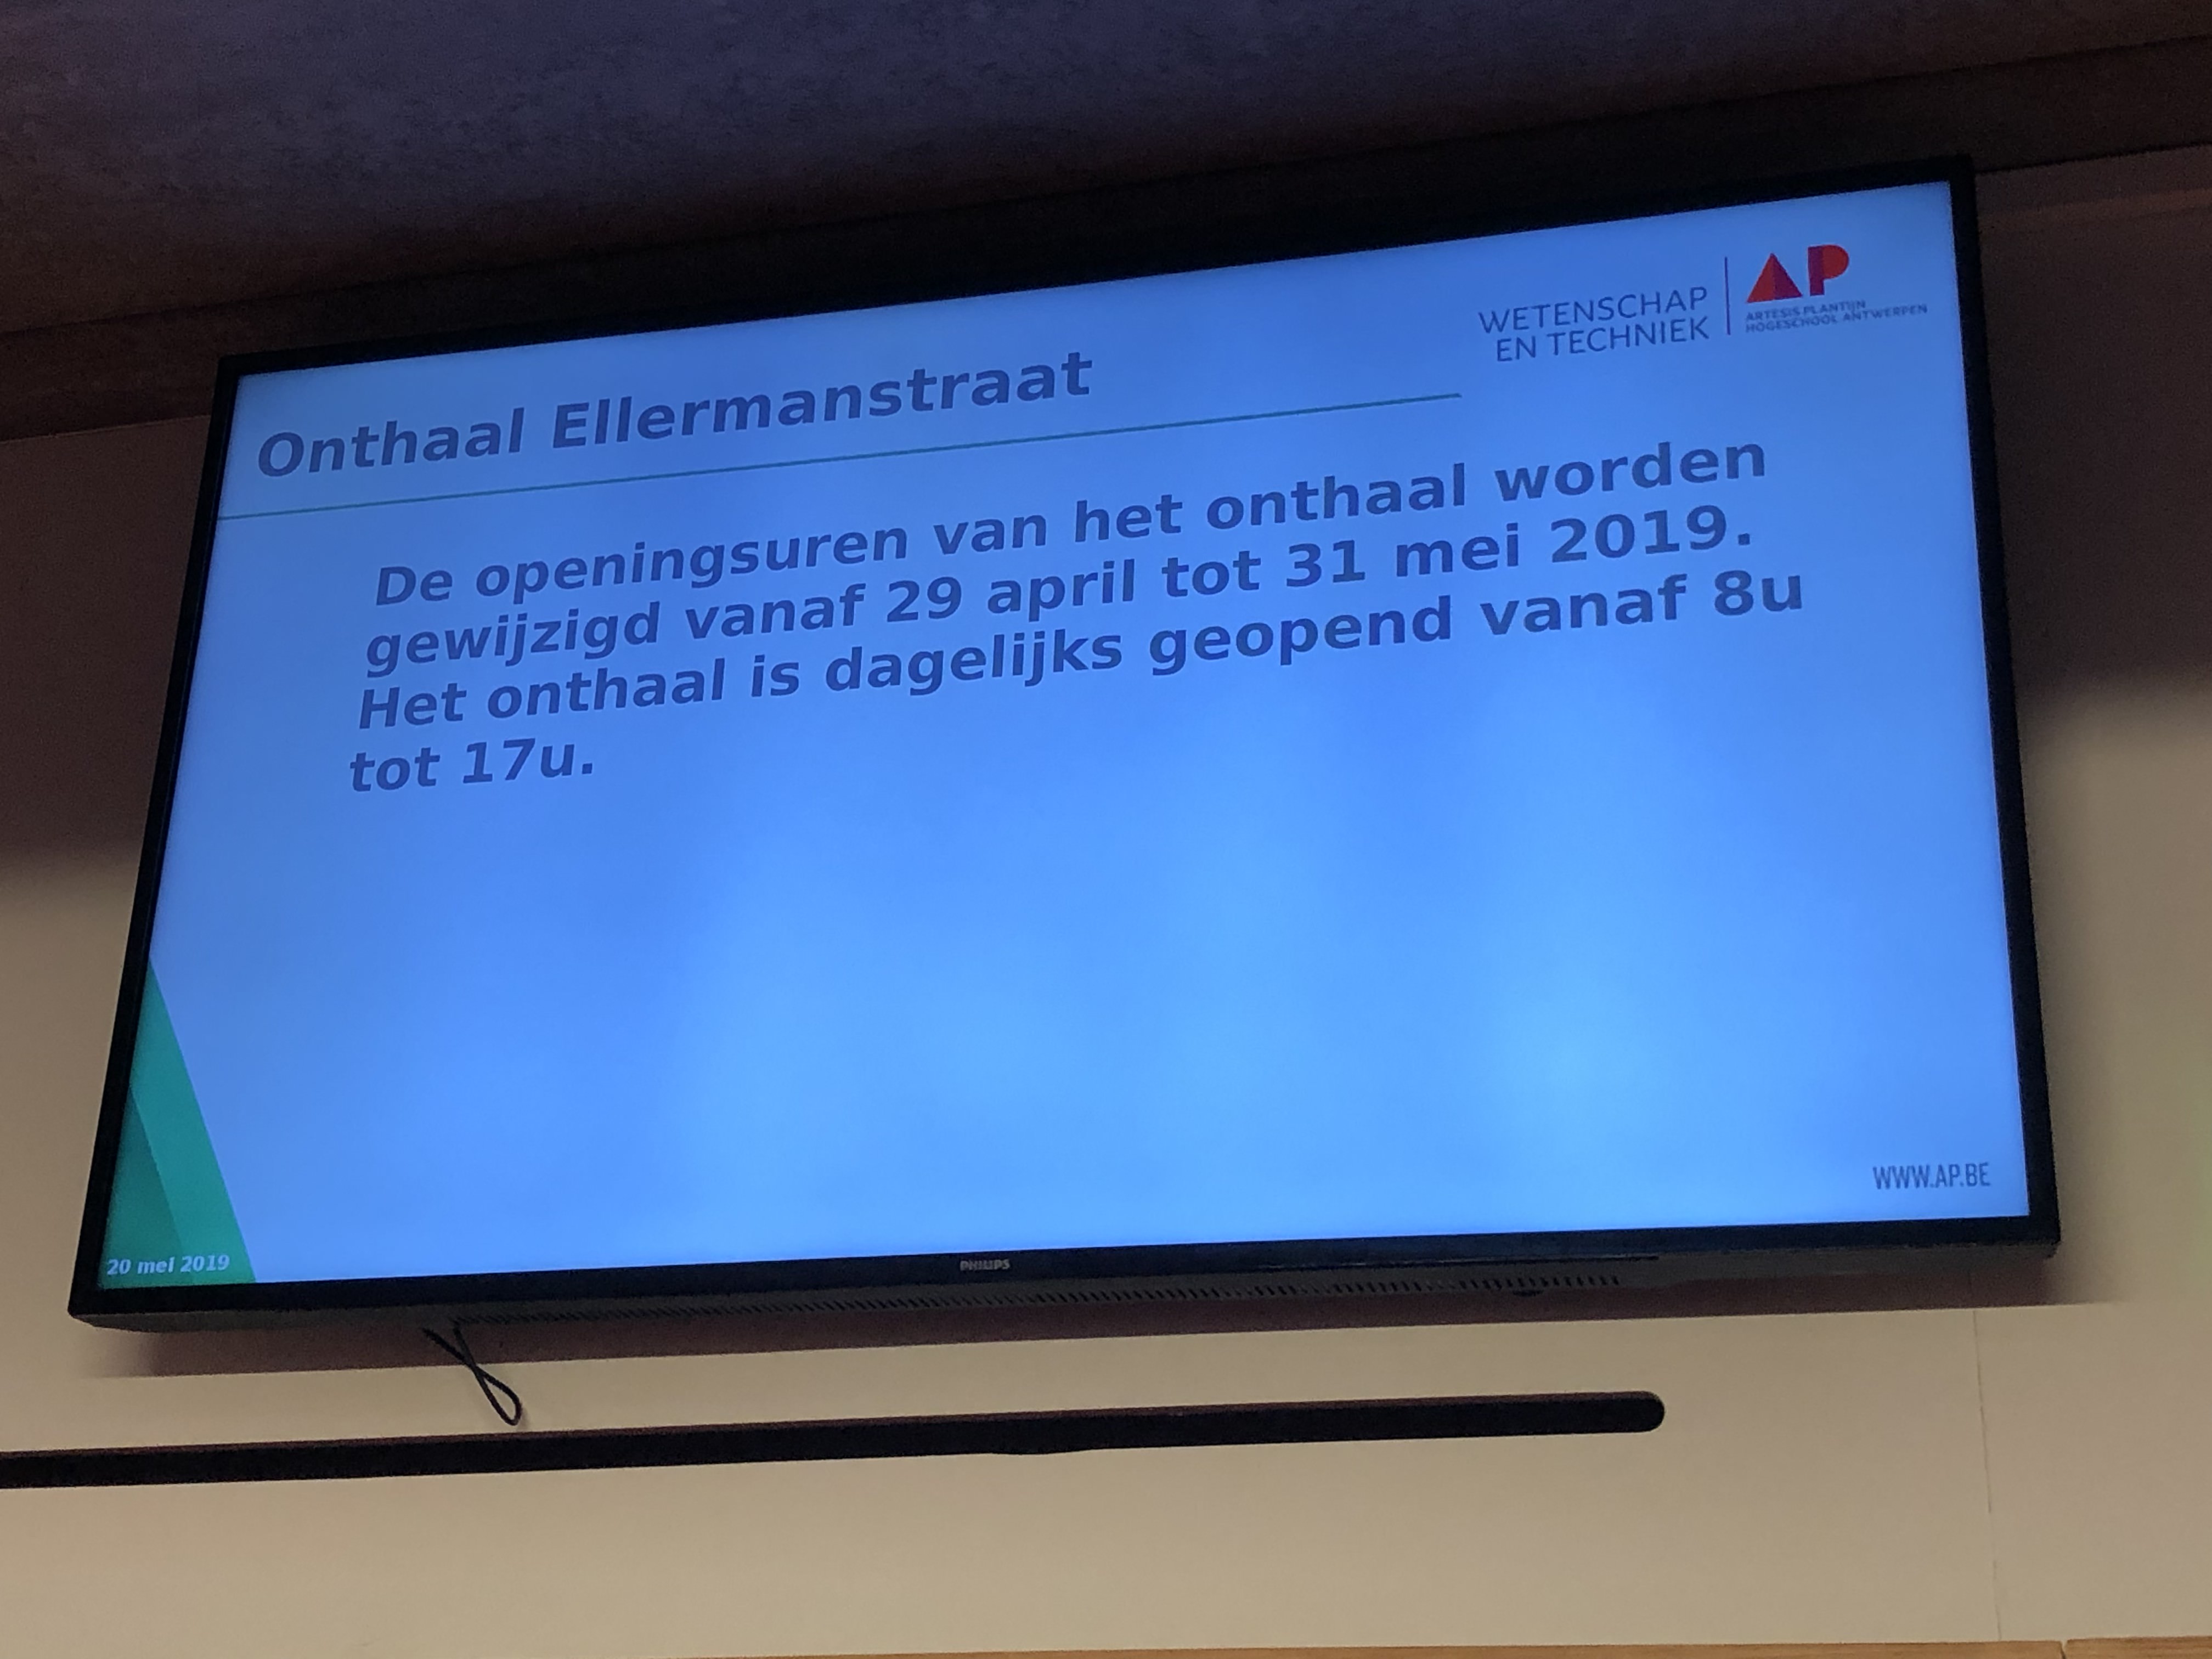 WETENSCHAP
EN TECHNIEK
AP
ARTESIS PLANTIJN
HOGESCHOOL ANTWERPEN
Onthaal Ellermanstraat
De openingsuren van het onthaal worden
gewijzigd vanaf 29 april tot 31 mei 2019.
Het onthaal is dagelijks geopend vanaf 8u
tot 17u.
WWW.AP.BE
20 mei 2019
PHILIPS